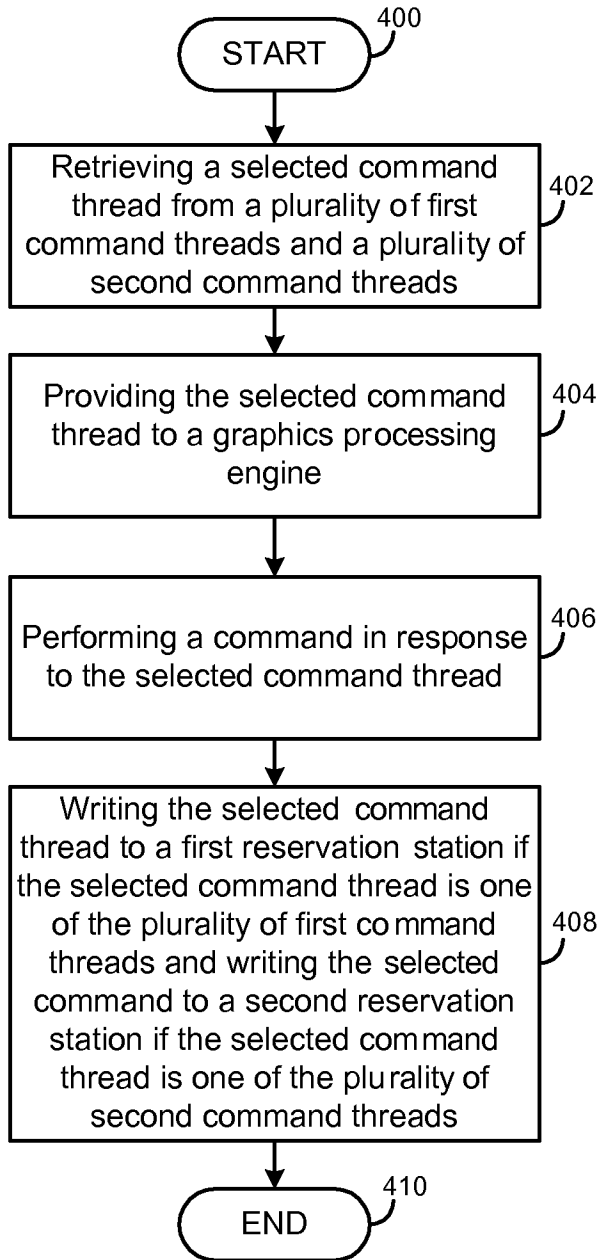 START
400
Retrieving a selected command
thread from a plurality of first
command threads and a plurality of
second command threads
402
Providing the selected command
thread to a graphics processing
engine
404
Performing a command in response
to the selected command thread
406
Writing the selected command
thread to a first reservation station if
the selected command thread is one
of the plurality of first command
threads and writing the selected
command to a second reservation
station if the selected command
thread is one of the plurality of
second command threads
408
END
410